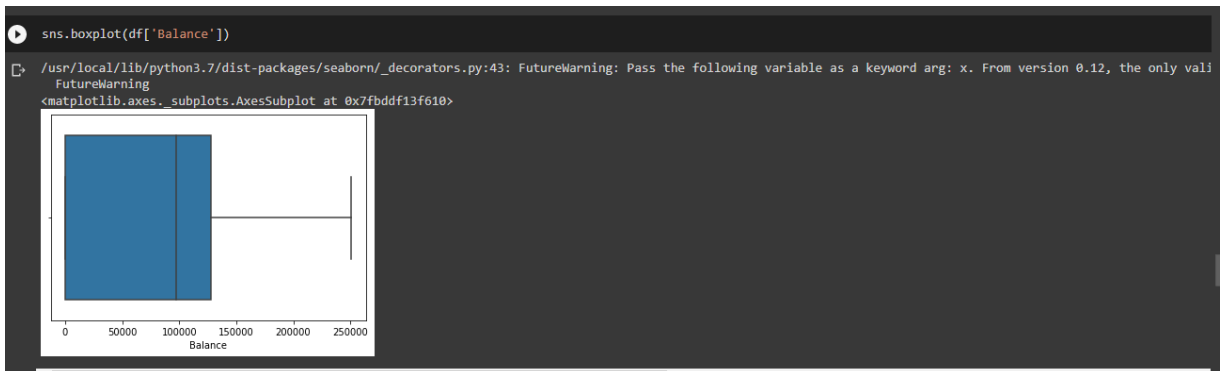 sns.boxplot(df['Balance'])
/usr/local/lib/python3.7/dist-packages/seaborn/_decorators.py:43: FutureWarning: Pass the following variable as a keyword arg: x. From version 0.12, the only vali
FutureWarning
<matplotlib.axes._subplots.AxesSubplot at 0x7fbddf13f610>
0 50000 100000 150000 200000 250000
Balance